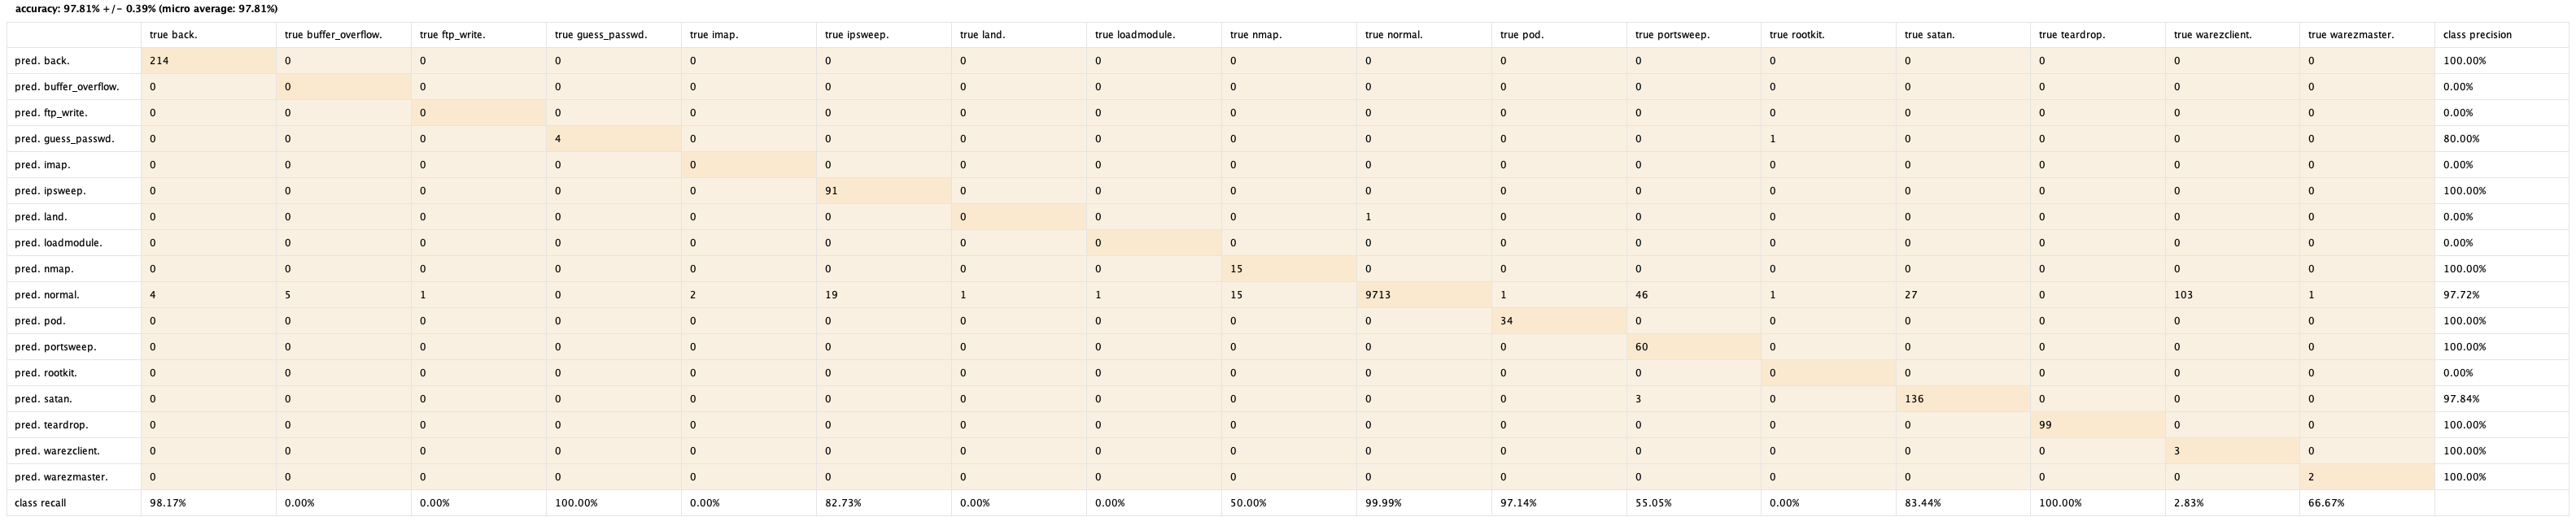 accuracy: 97.81% +/- 0.39% (micro average: 97.81%)
true back. true buffer_overflow. true ftp_write. true guess_passwd. true imap. true ipsweep. true land. true loadmodule. true nmap. true normal. true pod. true portsweep. true rootkit. true satan. true teardrop. true warezclient. true warezmaster. class precision
pred. back. 214 0 0 0 0 0 0 0 0 0 0 0 0 0 0 0 0 100.00%
pred. buffer_overflow. 0 0 0 0 0 0 0 0 0 0 0 0 0 0 0 0 0 0.00%
pred. ftp_write. 0 0 0 0 0 0 0 0 0 0 0 0 0 0 0 0 0 0.00%
pred. guess_passwd. 0 0 0 4 0 0 0 0 0 0 0 0 1 0 0 0 0 80.00%
pred. imap. 0 0 0 0 0 0 0 0 0 0 0 0 0 0 0 0 0 0.00%
pred. ipsweep. 0 0 0 0 0 91 0 0 0 0 0 0 0 0 0 0 0 100.00%
pred. land. 0 0 0 0 0 0 0 0 0 1 0 0 0 0 0 0 0 0.00%
pred. loadmodule. 0 0 0 0 0 0 0 0 0 0 0 0 0 0 0 0 0 0.00%
pred. nmap. 0 0 0 0 0 0 0 0 15 0 0 0 0 0 0 0 0 100.00%
pred. normal. 4 5 1 0 2 19 1 1 15 9713 1 46 1 27 0 103 1 97.72%
pred. pod. 0 0 0 0 0 0 0 0 0 0 34 0 0 0 0 0 0 100.00%
pred. portsweep. 0 0 0 0 0 0 0 0 0 0 0 60 0 0 0 0 0 100.00%
pred. rootkit. 0 0 0 0 0 0 0 0 0 0 0 0 0 0 0 0 0 0.00%
pred. satan. 0 0 0 0 0 0 0 0 0 0 0 3 0 136 0 0 0 97.84%
pred. teardrop. 0 0 0 0 0 0 0 0 0 0 0 0 0 0 99 0 0 100.00%
pred. warezclient. 0 0 0 0 0 0 0 0 0 0 0 0 0 0 0 3 0 100.00%
pred. warezmaster. 0 0 0 0 0 0 0 0 0 0 0 0 0 0 0 0 2 100.00%
class recall 98.17% 0.00% 0.00% 100.00% 0.00% 82.73% 0.00% 0.00% 50.00% 99.99% 97.14% 55.05% 0.00% 83.44% 100.00% 2.83% 66.67%